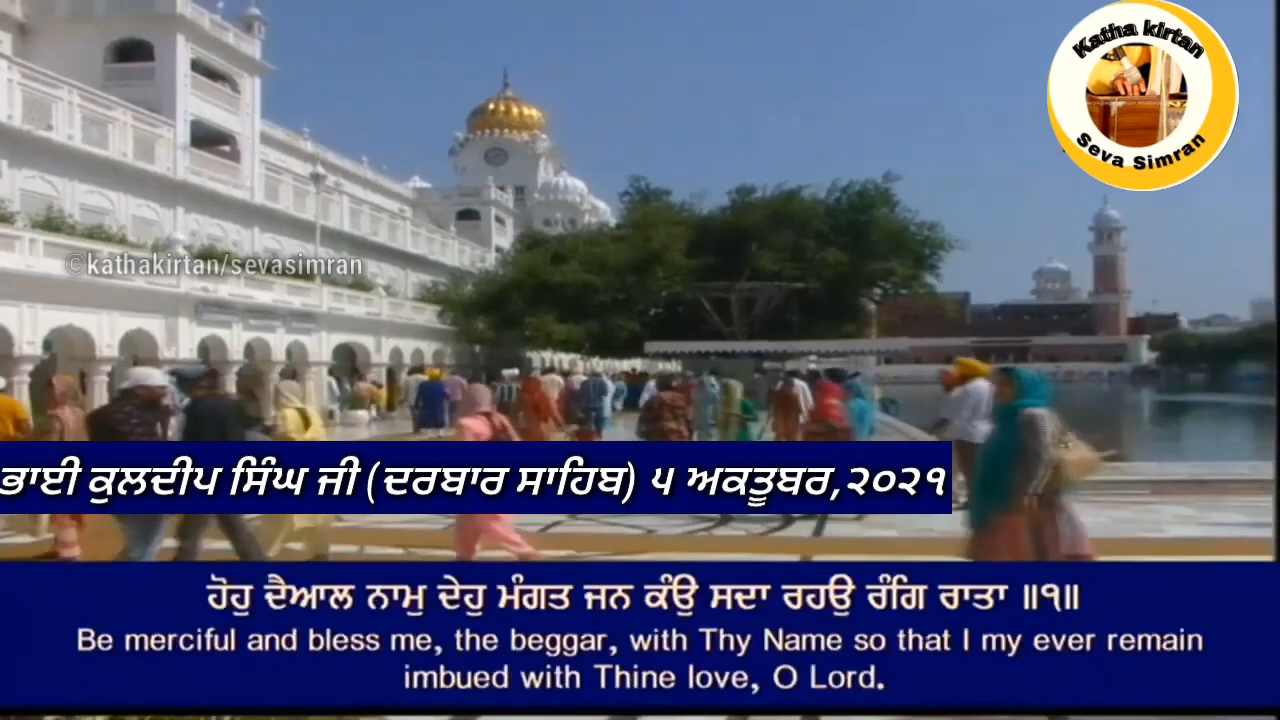 Katha kirtan
Seva Simran
©kathakirtan/sevasimran
ਭਾਈ ਕੁਲਦੀਪ ਸਿੰਘ ਜੀ (ਦਰਬਾਰ ਸਾਹਿਬ) ੫ ਅਕਤੂਬਰ,੨੦੨੧
ਹੋਹੁ ਦੈਆਲ ਨਾਮੁ ਦੇਹੁ ਮੰਗਤ ਜਨ ਕੰਉ ਸਦਾ ਰਹਉ ਰੰਗਿ ਰਾਤਾ ॥੧॥
Be merciful and bless me, the beggar, with Thy Name so that I my ever remain
imbued with Thine love, O Lord.